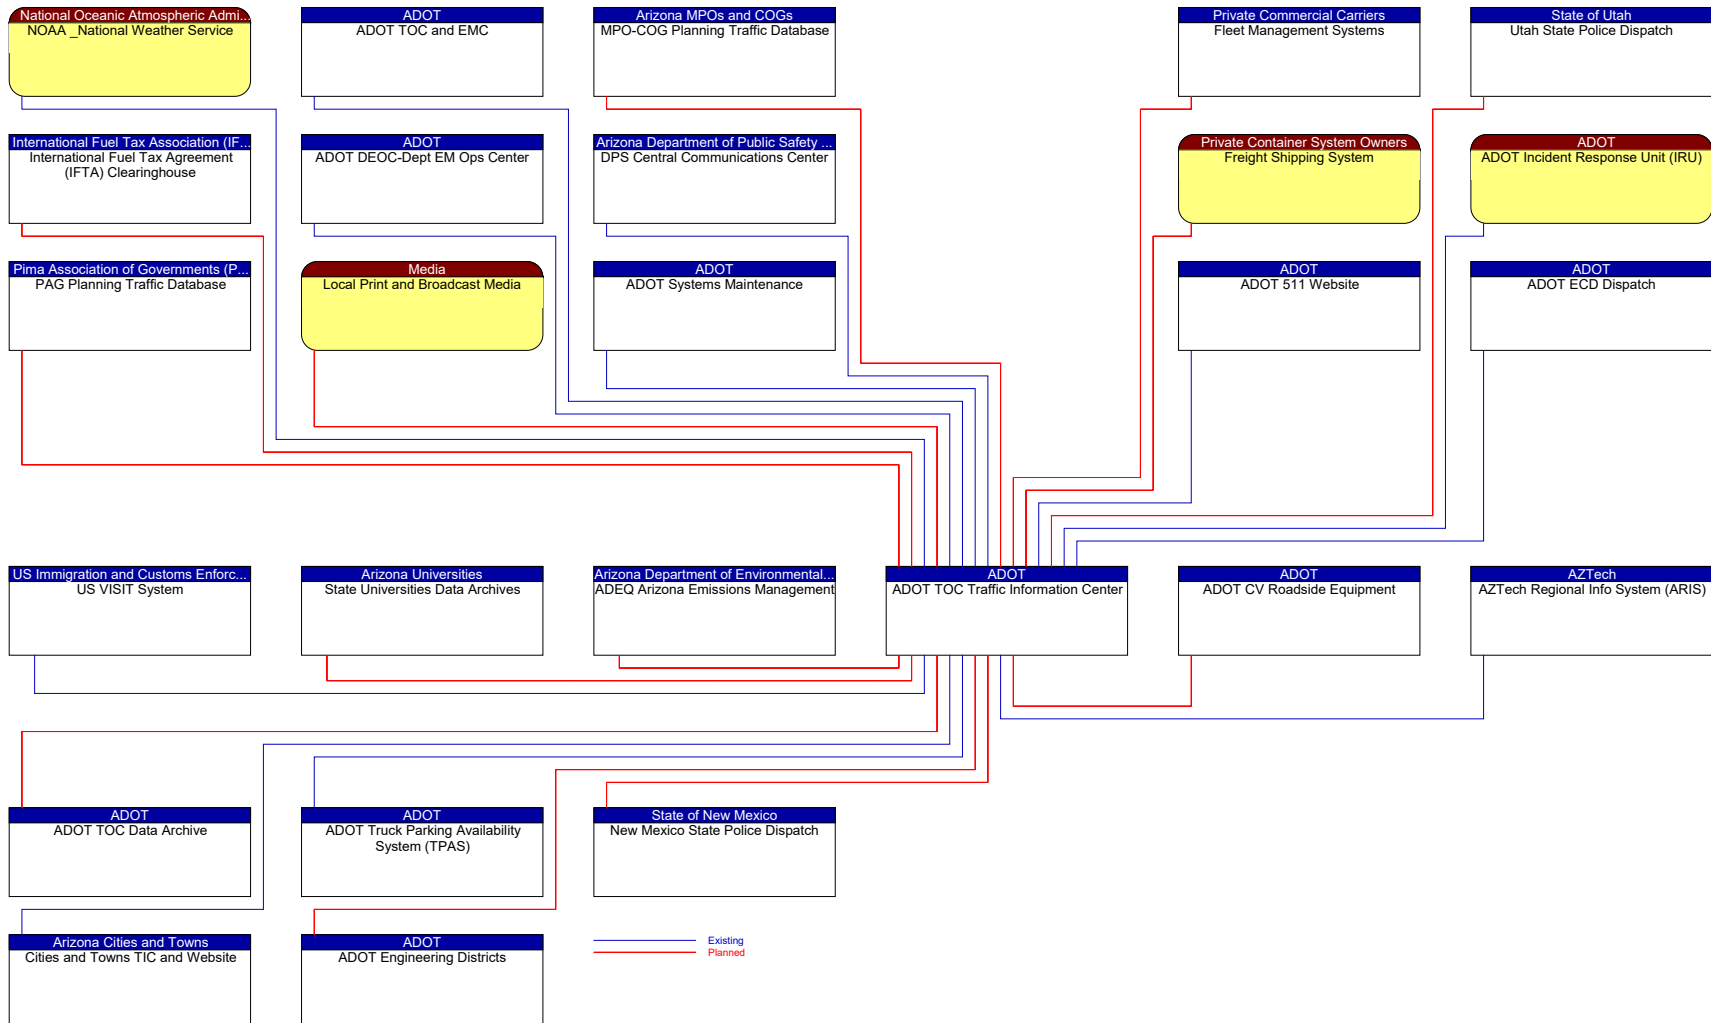 National Oceanic Atmospheric Admi...
NOAA _National Weather Service
ADOT
ADOT TOC and EMC
Arizona MPOs and COGs
MPO-COG Planning Traffic Database
Private Commercial Carriers
Fleet Management Systems
State of Utah
Utah State Police Dispatch
International Fuel Tax Association (IF...
International Fuel Tax Agreement
(IFTA) Clearinghouse
ADOT
ADOT DEOC-Dept EM Ops Center
Arizona Department of Public Safety ...
DPS Central Communications Center
Private Container System Owners
Freight Shipping System
ADOT
ADOT Incident Response Unit (IRU)
Pima Association of Governments (P...
PAG Planning Traffic Database
Media
Local Print and Broadcast Media
ADOT
ADOT Systems Maintenance
ADOT
ADOT 511 Website
ADOT
ADOT ECD Dispatch
US Immigration and Customs Enforc...
US VISIT System
Arizona Universities
State Universities Data Archives
Arizona Department of Environmental...
ADEQ Arizona Emissions Management
ADOT
ADOT TOC Traffic Information Center
ADOT
ADOT CV Roadside Equipment
AZTech
AZTech Regional Info System (ARIS)
ADOT
ADOT TOC Data Archive
ADOT
ADOT Truck Parking Availability
System (TPAS)
State of New Mexico
New Mexico State Police Dispatch
Arizona Cities and Towns
Cities and Towns TIC and Website
ADOT
ADOT Engineering Districts
Existing
Planned